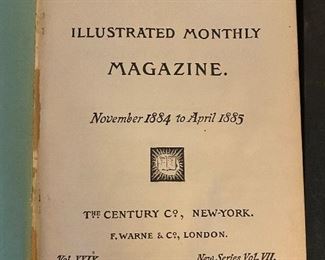 ILLUSTRATED MONTHLY
MAGAZINE.
November 1884 to April 1885
THE CENTURY Cº, NEW-YORK.
F. WARNE & Cº, LONDON.
Vol. XXIX New Series Vol. VII.